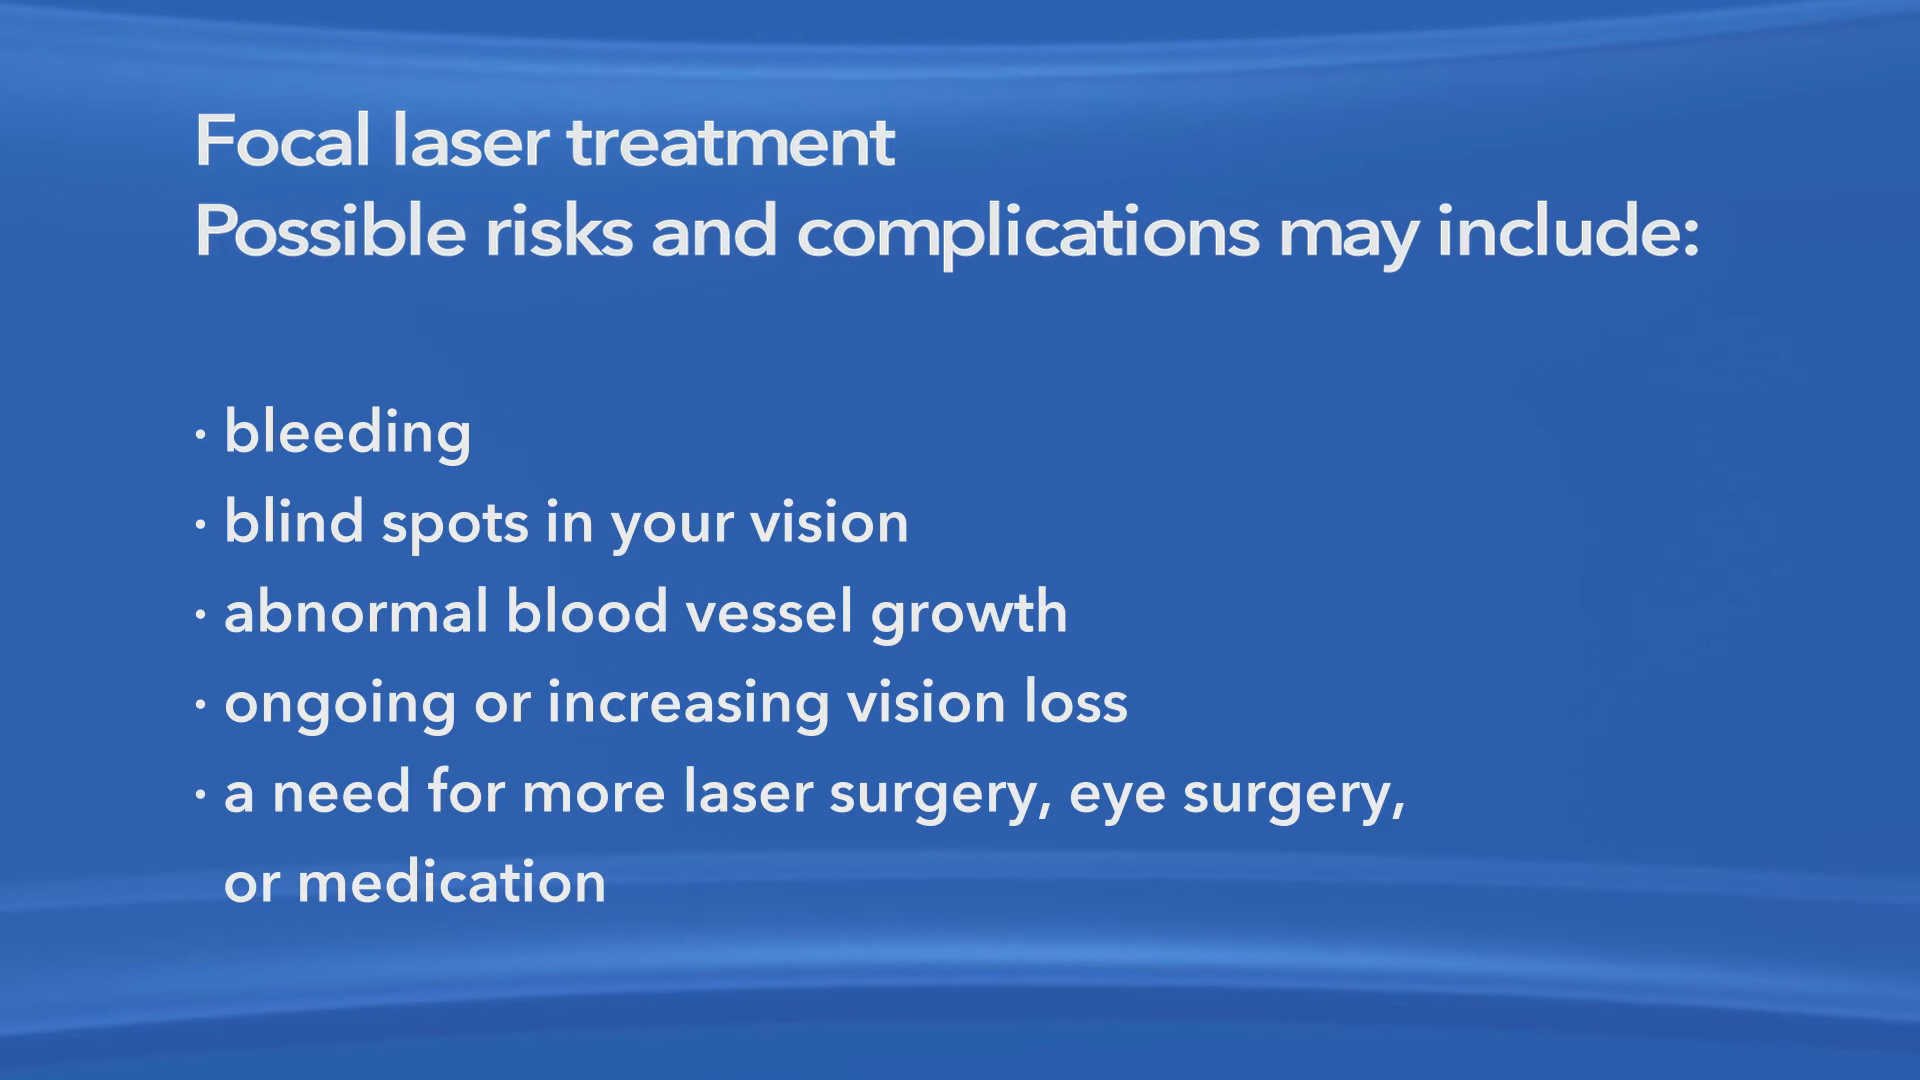 Focal laser treatment
Possible risks and complications may include:
· bleeding
· blind spots in your vision
· abnormal blood vessel growth
· ongoing or increasing vision loss
· a need for more laser surgery, eye surgery,
or medication